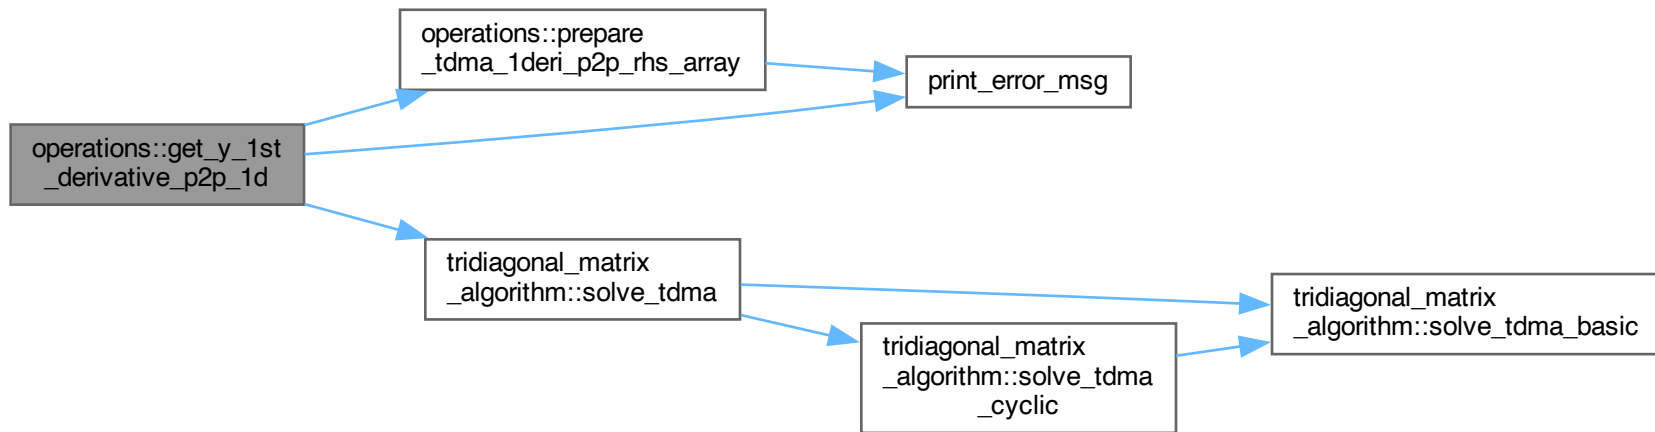 operations::prepare
_tdma_1deri_p2p_rhs_array
print_error_msg
operations::get_y_1st
_derivative_p2p_1d
tridiagonal_matrix
_algorithm::solve_tdma
tridiagonal_matrix
_algorithm::solve_tdma_basic
tridiagonal_matrix
_algorithm::solve_tdma
_cyclic